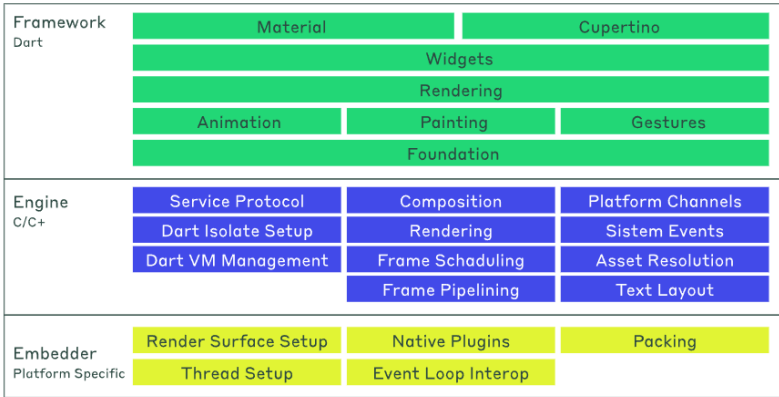 Framework
Dart
Material Cupertino
Widgets
Rendering
Animation Painting Gestures
Foundation
Engine
C/C+
Service Protocol Composition Platform Channels
Dart Isolate Setup Rendering Sistem Events
Dart VM Management Frame Schaduling Asset Resolution
Frame Pipelining Text Layout
Embedder
Platform Specific
Render Surface Setup Native Plugins Packing
Thread Setup Event Loop Interop